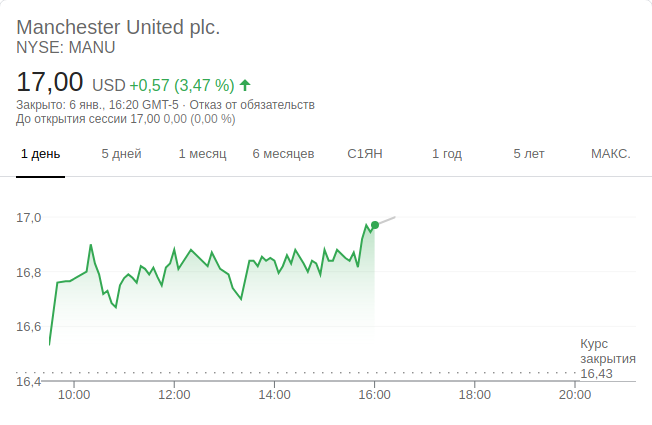 Manchester United plc.
NYSE: MANU
17,00 USD +0,57 (3,47 %)
Закрыто: 6 янв., 16:20 GMT-5 · Отказ от обязательств
До открытия сессии 17,00 0,00 (0,00 %)
1 день 5 дней 1 месяц 6 месяцев С1ЯН 1 год 5 лет МАКС.
17,0
16,8
16,6
Курс
закрытия
16,43
16,4
10:00 12:00 14:00 16:00 18:00 20:00